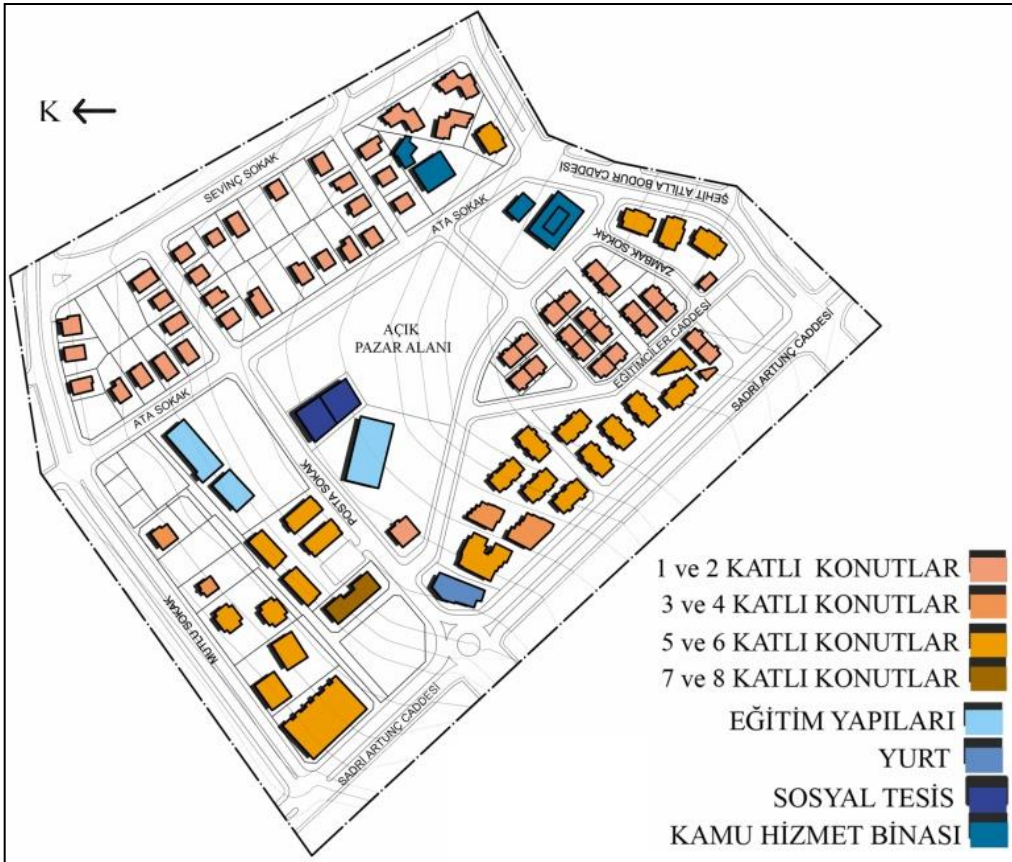 K
SEVİNÇ SOKAK
ŞEHİT ATİLLA BODUR CADDESİ
ATA SOKAK
ZAMBAK SOKAK
AÇIK
PAZAR ALANI
EĞİTİMCİLER CADDESİ
SADRİ ARTUNÇ CADDESİ
ATA SOKAK
POSTA SOKAK
MUTLU SOKAK
SADRİ ARTUNÇ CADDESİ
1 ve 2 KATLI KONUTLAR
3 ve 4 KATLI KONUTLAR
5 ve 6 KATLI KONUTLAR
7 ve 8 KATLI KONUTLAR
EĞİTİM YAPILARI
YURT
SOSYAL TESİS
KAMU HİZMET BİNASI